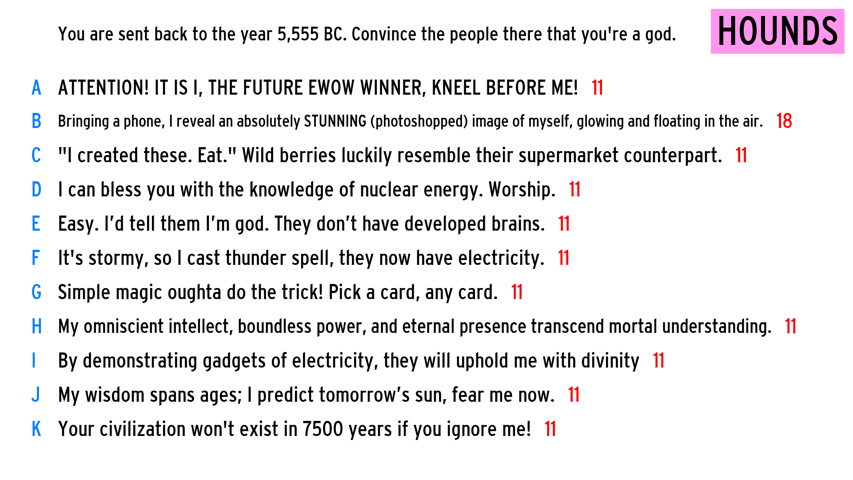 You are sent back to the year 5,555 BC. Convince the people there that you're a god.
HOUNDS
A ATTENTION! IT IS I, THE FUTURE EWOW WINNER, KNEEL BEFORE ME! 11
B Bringing a phone, I reveal an absolutely STUNNING (photoshopped) image of myself, glowing and floating in the air. 18
C "I created these. Eat." Wild berries luckily resemble their supermarket counterpart. 11
D I can bless you with the knowledge of nuclear energy. Worship. 11
E Easy. I’d tell them I’m god. They don’t have developed brains. 11
F It's stormy, so I cast thunder spell, they now have electricity. 11
G Simple magic oughta do the trick! Pick a card, any card. 11
H My omniscient intellect, boundless power, and eternal presence transcend mortal understanding. 11
I By demonstrating gadgets of electricity, they will uphold me with divinity 11
J My wisdom spans ages; I predict tomorrow’s sun, fear me now. 11
K Your civilization won't exist in 7500 years if you ignore me! 11